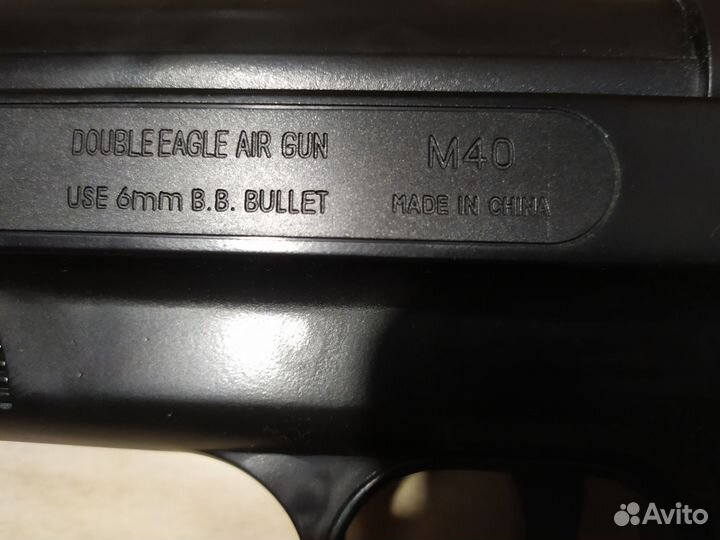 DOUBLE EAGLE AIR GUN M40
USE 6mm B.B. BULLET MADE IN CHINA
Avito